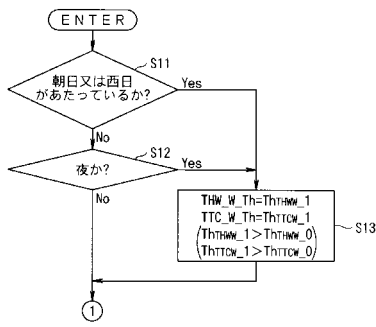 ENTER
S11
朝日又は西日
があたっているか?
Yes
No
S12
夜か?
Yes
No
THW_W_Th=ThTHWW_1
TTC_W_Th=ThTTCW_1
(ThTHWW_1>ThTHWW_0)
(ThTTCW_1>ThTTCW_0)
S13
1